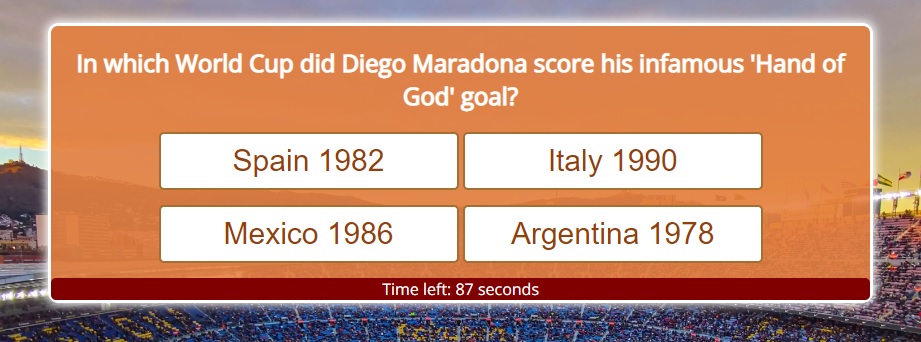 In which World Cup did Diego Maradona score his infamous 'Hand of
God' goal?
Spain 1982
Italy 1990
Mexico 1986
Argentina 1978
Time left: 87 seconds